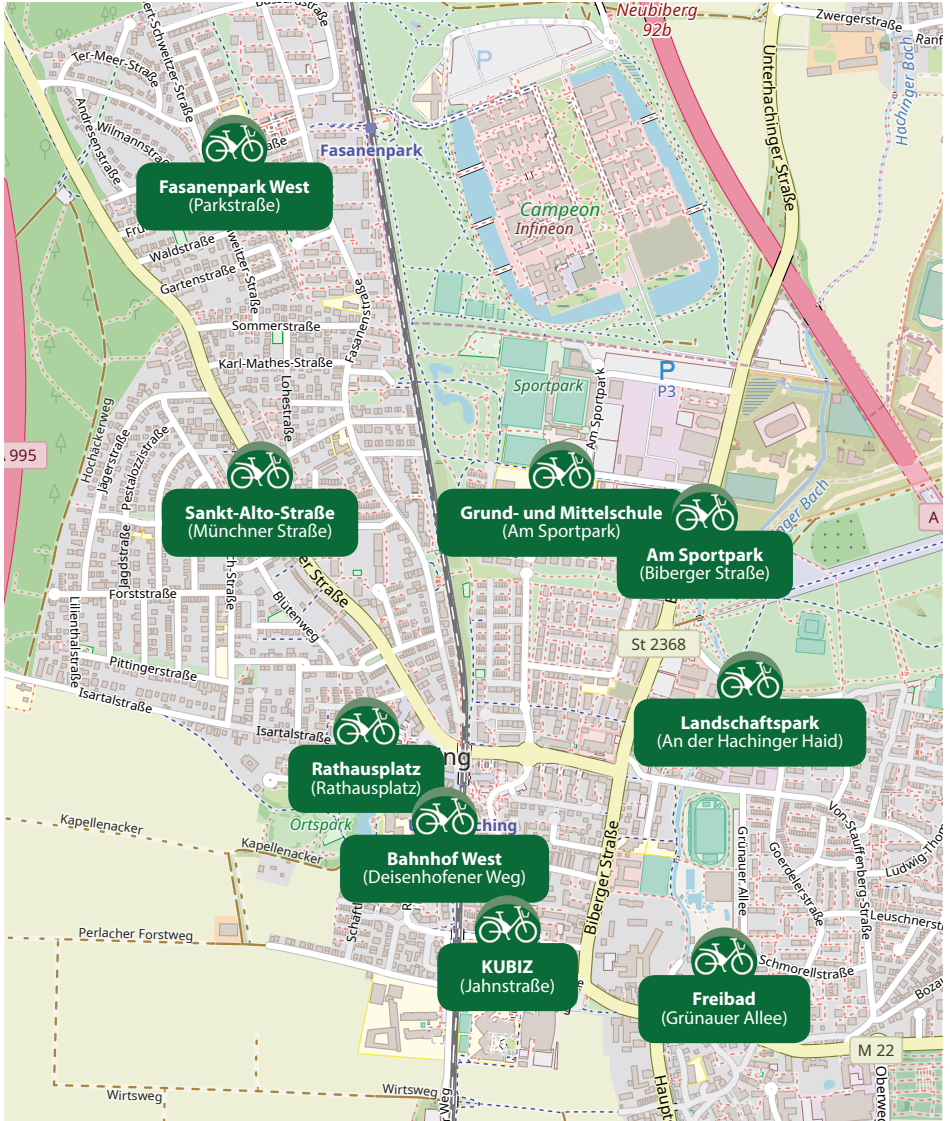 Neubiberg
92b
Zwergerstraße
Hachinger Bach
Unterhachinger Straße
Ter-Meer-Straße
Andresenstraße
P
Fasanenpark
Fasanenpark West
(Parkstraße)
Campeon
Infineon
Waldstraße
Gartenstraße
Fasanenstraße
Sommerstraße
Karl-Mathes-Straße
Lohestraße
Sportpark
Am Sportpark
P
P3
Hochäckerweg
Jägerstraße
Pestalozzistraße
995
A
Sankt-Alto-Straße
(Münchner Straße)
Grund- und Mittelschule
(Am Sportpark)
Am Sportpark
(Biberger Straße)
Jagdstraße
Forststraße
Blütenweg
Lilienthalstraße
Pittingerstraße
Isartalstraße
St 2368
Landschaftspark
(An der Hachinger Haid)
Isartalstraße
Rathausplatz
(Rathausplatz)
Ortspark
Kapellenacker
Kapellenacker
Bahnhof West
(Deisenhofener Weg)
Biberger Straße
Grünauer Allee
Goerdelerstraße
Von-Stauffenberg-Straße
Perlacher Forstweg
KUBIZ
(Jahnstraße)
Schmorellstraße
Freibad
(Grünauer Allee)
M 22
Wirtsweg
Wirtsweg